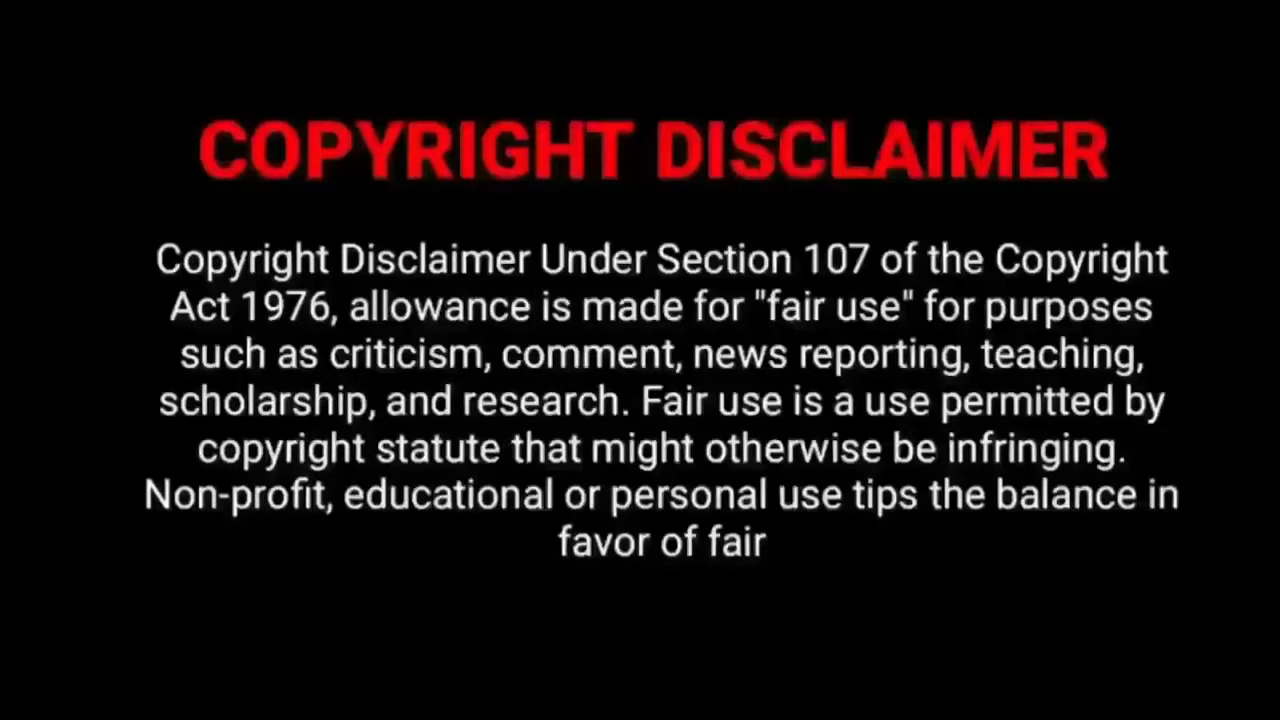 COPYRIGHT DISCLAIMER
Copyright Disclaimer Under Section 107 of the Copyright
Act 1976, allowance is made for "fair use" for purposes
such as criticism, comment, news reporting, teaching,
scholarship, and research. Fair use is a use permitted by
copyright statute that might otherwise be infringing.
Non-profit, educational or personal use tips the balance in
favor of fair